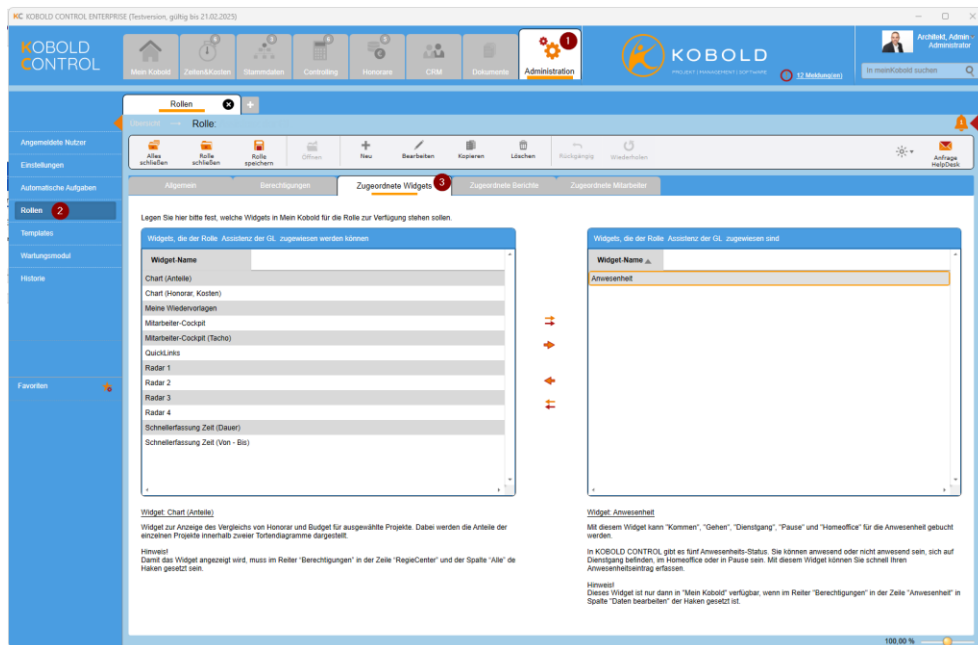 KC KOBOLD CONTROL ENTERPRISE (Testversion, gültig bis 21.02.2025)
KOBOLD
CONTROL
Mein Kobold
Zeiten&Kosten
Stammdaten
Controlling
Honorare
CRM
Dokumente
Administration
1
KOBOLD
PROJEKT | MANAGEMENT | SOFTWARE
12 Meldung(en)
Architekt, Admin
Administrator
In meinKobold suchen
Rollen
Übersicht
Rolle:
Angemeldete Nutzer
Einstellungen
Automatische Aufgaben
Rollen 2
Templates
Wartungsmodul
Historie
Favoriten
Alles schließen
Rolle schließen
Rolle speichern
Öffnen
Neu
Bearbeiten
Kopieren
Löschen
Rückgängig
Wiederholen
Anfrage HelpDesk
Allgemein
Berechtigungen
Zugeordnete Widgets 3
Zugeordnete Berichte
Zugeordnete Mitarbeiter
Legen Sie hier bitte fest, welche Widgets in Mein Kobold für die Rolle zur Verfügung stehen sollen.
Widgets, die der Rolle Assistenz der GL zugewiesen werden können
Widget-Name
Chart (Anteile)
Chart (Honorar, Kosten)
Meine Wiedervorlagen
Mitarbeiter-Cockpit
Mitarbeiter-Cockpit (Tacho)
QuickLinks
Radar 1
Radar 2
Radar 3
Radar 4
Schnellerfassung Zeit (Dauer)
Schnellerfassung Zeit (Von - Bis)
Widgets, die der Rolle Assistenz der GL zugewiesen sind
Widget-Name
Anwesenheit
Widget: Chart (Anteile)
Widget zur Anzeige des Vergleichs von Honorar und Budget für ausgewählte Projekte. Dabei werden die Anteile der
einzelnen Projekte innerhalb zweier Tortendiagramme dargestellt.
Hinweis!
Damit das Widget angezeigt wird, muss im Reiter "Berechtigungen" in der Zeile "RegieCenter" und der Spalte "Alle" de
Haken gesetzt sein.
Widget: Anwesenheit
Mit diesem Widget kann "Kommen", "Gehen", "Dienstgang", "Pause" und "Homeoffice" für die Anwesenheit gebucht
werden.
In KOBOLD CONTROL gibt es fünf Anwesenheits-Status. Sie können anwesend oder nicht anwesend sein, sich auf
Dienstgang befinden, im Homeoffice oder in Pause sein. Mit diesem Widget können Sie schnell Ihren
Anwesenheitseintrag erfassen.
Hinweis!
Dieses Widget ist nur dann in "Mein Kobold" verfügbar, wenn im Reiter "Berechtigungen" in der Zeile "Anwesenheit" in
Spalte "Daten bearbeiten" der Haken gesetzt ist.
100,00 %